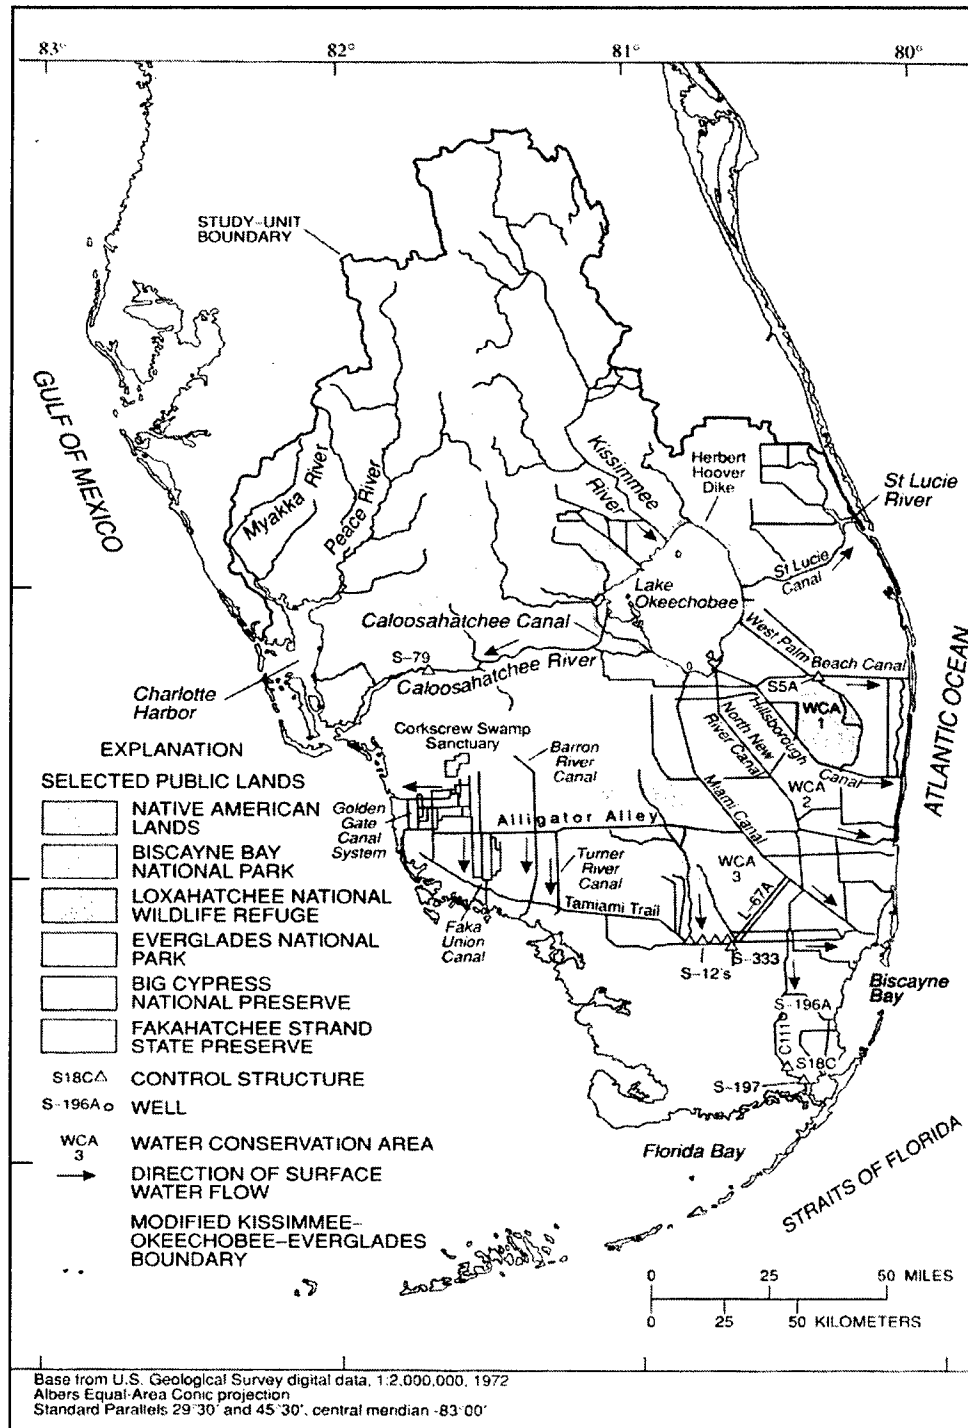 83°
82°
81°
80°
STUDY-UNIT
BOUNDARY
GULF OF MEXICO
Myakka River
Peace River
Kissimmee
River
Herbert
Hoover
Dike
St Lucie
River
St Lucie
Canal
Lake
Okeechobee
Caloosahatchee Canal
S-79
Caloosahatchee River
West Palm Beach Canal
S5A
WCA
1
Hillsborough
Canal
North New
River Canal
Miami Canal
WCA
2
ATLANTIC OCEAN
Charlotte
Harbor
Corkscrew Swamp
Sanctuary
Barron
River
Canal
Golden
Gate
Canal
System
Alligator Alley
Turner
River
Canal
WCA
3
L-67A
Tamiami Trail
Faka
Union
Canal
S-12's
S-333
Biscayne
Bay
S-196A
C111
S18C
S-197
Florida Bay
STRAITS OF FLORIDA
EXPLANATION
SELECTED PUBLIC LANDS
NATIVE AMERICAN
LANDS
BISCAYNE BAY
NATIONAL PARK
LOXAHATCHEE NATIONAL
WILDLIFE REFUGE
EVERGLADES NATIONAL
PARK
BIG CYPRESS
NATIONAL PRESERVE
FAKAHATCHEE STRAND
STATE PRESERVE
S18C△ CONTROL STRUCTURE
S-196A o WELL
WCA
3
WATER CONSERVATION AREA
DIRECTION OF SURFACE
WATER FLOW
MODIFIED KISSIMMEE-
OKEECHOBEE-EVERGLADES
BOUNDARY
0 25 50 MILES
0 25 50 KILOMETERS
Base from U.S. Geological Survey digital data, 1:2,000,000, 1972
Albers Equal-Area Conic projection
Standard Parallels 29°30' and 45°30', central meridian -83°00'